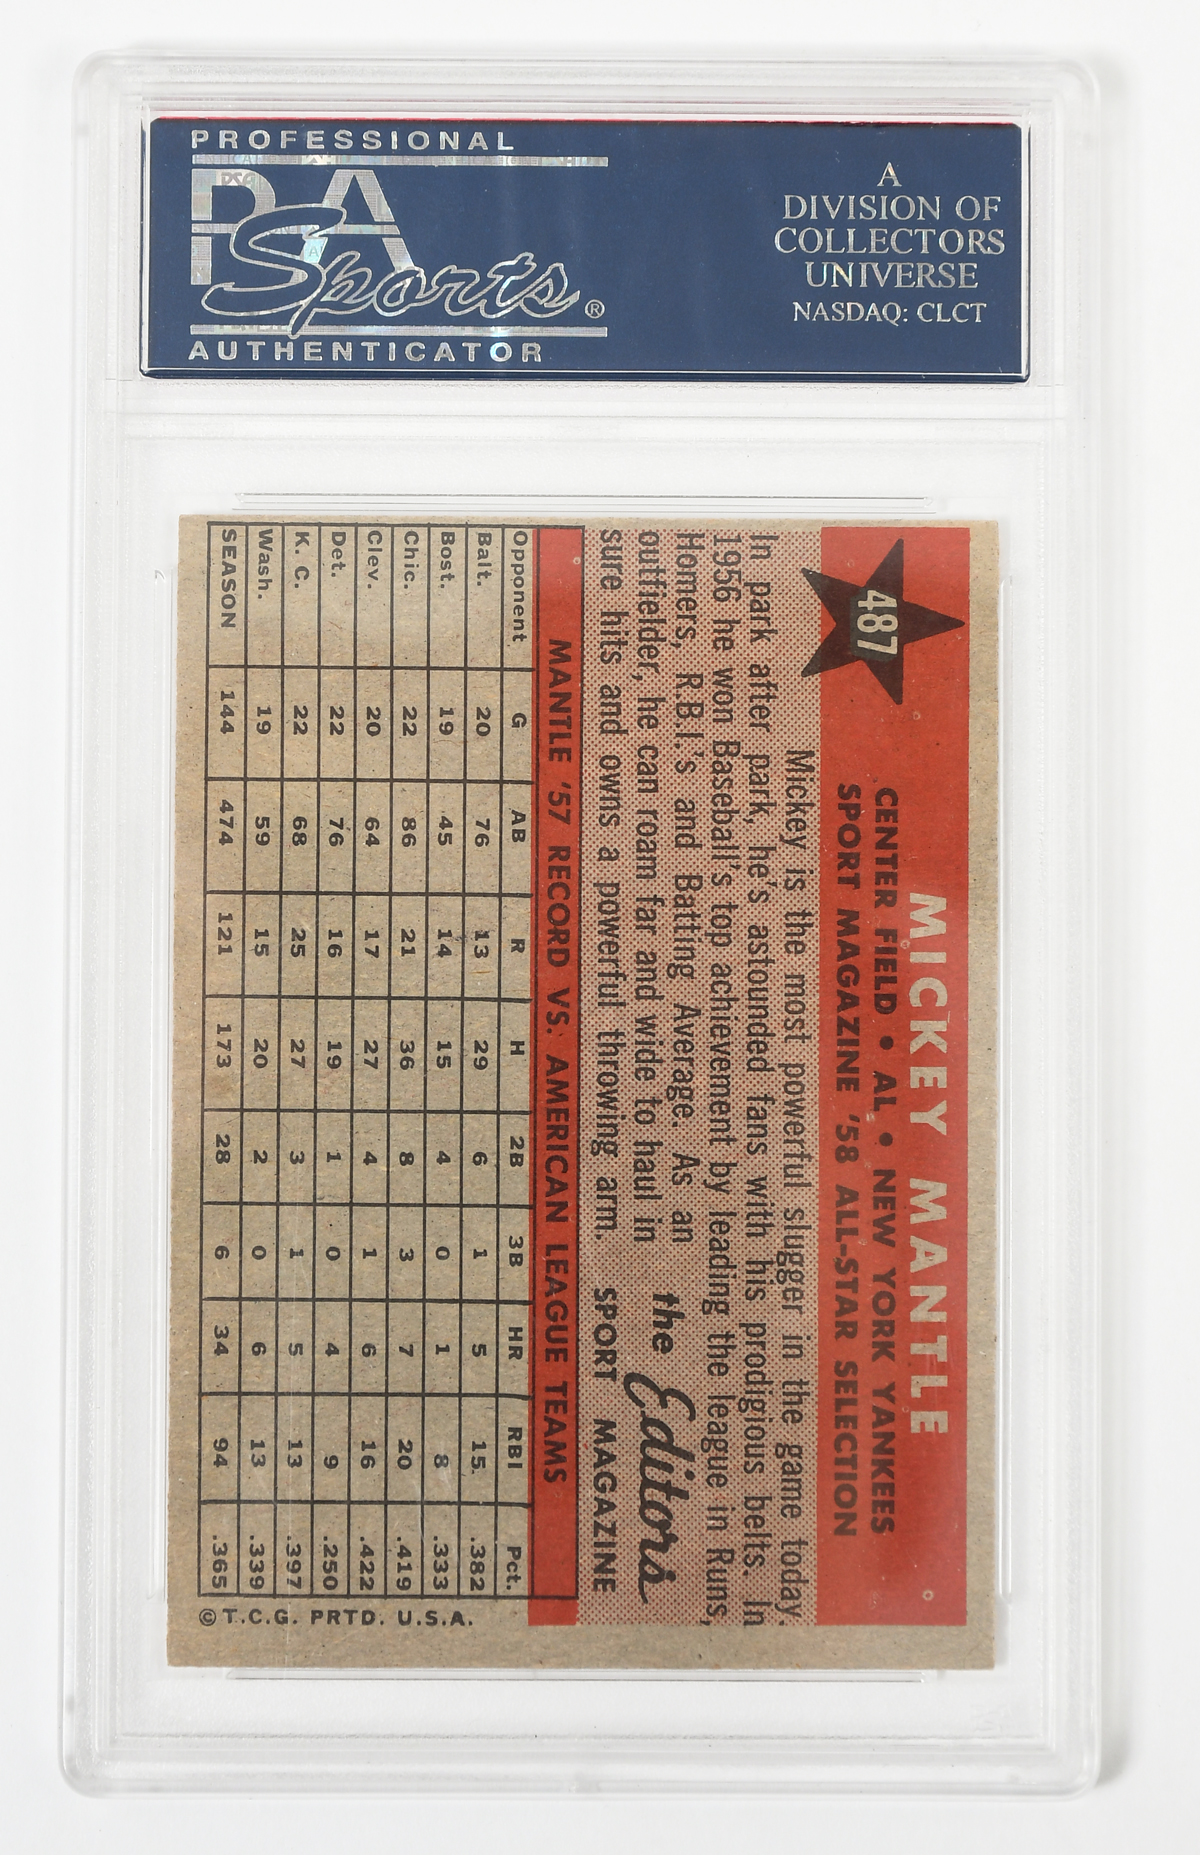 PROFESSIONAL
PSA
Sports®
AUTHENTICATOR
A
DIVISION OF
COLLECTORS
UNIVERSE
NASDAQ: CLCT
487
MICKEY MANTLE
CENTER FIELD • AL • NEW YORK YANKEES
SPORT MAGAZINE '58 ALL-STAR SELECTION
Mickey is the most powerful slugger in the game today.
In park after park, he's astounded fans with his prodigious belts. In
1956 he won Baseball's top achievement by leading the league in Runs,
Homers, R.B.I.'s and Batting Average. As an
outfielder, he can roam far and wide to haul in
sure hits and owns a powerful throwing arm.
the Editors
SPORT MAGAZINE
MANTLE '57 RECORD VS. AMERICAN LEAGUE TEAMS
Opponent G AB R H 2B 3B HR RBI Pct.
Balt. 20 76 13 29 6 1 5 15 .382
Bost. 19 45 14 15 4 0 1 8 .333
Chic. 22 86 21 36 8 3 7 20 .419
Clev. 20 64 17 27 4 1 6 16 .422
Det. 22 76 16 19 1 0 4 9 .250
K. C. 22 68 25 27 3 1 5 13 .397
Wash. 19 59 15 20 2 0 6 13 .339
SEASON 144 474 121 173 28 6 34 94 .365
© T.C.G. PRTD. U.S.A.